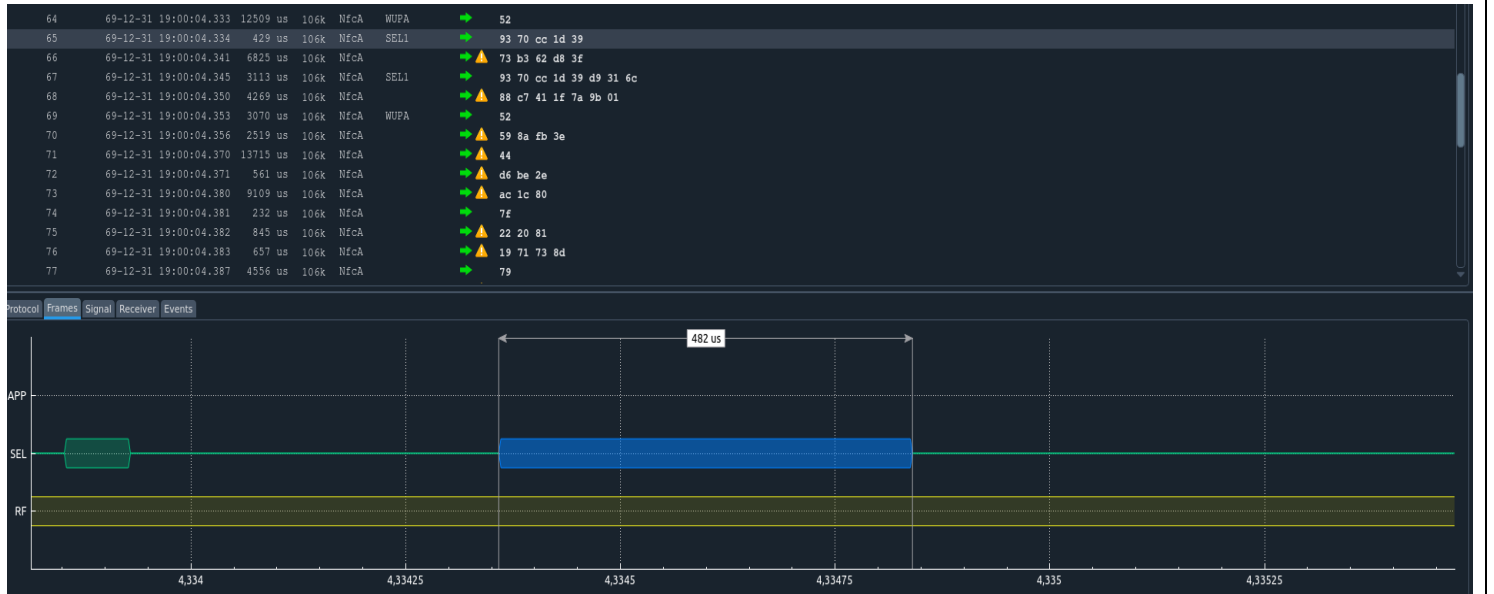 64 69-12-31 19:00:04.333 12509 us 106k NfcA WUPA 52
65 69-12-31 19:00:04.334 429 us 106k NfcA SEL1 93 70 cc 1d 39
66 69-12-31 19:00:04.341 6825 us 106k NfcA 73 b3 62 d8 3f
67 69-12-31 19:00:04.345 3113 us 106k NfcA SEL1 93 70 cc 1d 39 d9 31 6c
68 69-12-31 19:00:04.350 4269 us 106k NfcA 88 c7 41 1f 7a 9b 01
69 69-12-31 19:00:04.353 3070 us 106k NfcA WUPA 52
70 69-12-31 19:00:04.356 2519 us 106k NfcA 59 8a fb 3e
71 69-12-31 19:00:04.370 13715 us 106k NfcA 44
72 69-12-31 19:00:04.371 561 us 106k NfcA d6 be 2e
73 69-12-31 19:00:04.380 9109 us 106k NfcA ac 1c 80
74 69-12-31 19:00:04.381 232 us 106k NfcA 7f
75 69-12-31 19:00:04.382 845 us 106k NfcA 22 20 81
76 69-12-31 19:00:04.383 657 us 106k NfcA 19 71 73 8d
77 69-12-31 19:00:04.387 4556 us 106k NfcA 79
Protocol Frames Signal Receiver Events
482 us
APP
SEL
RF
4,334 4,33425 4,3345 4,33475 4,335 4,33525